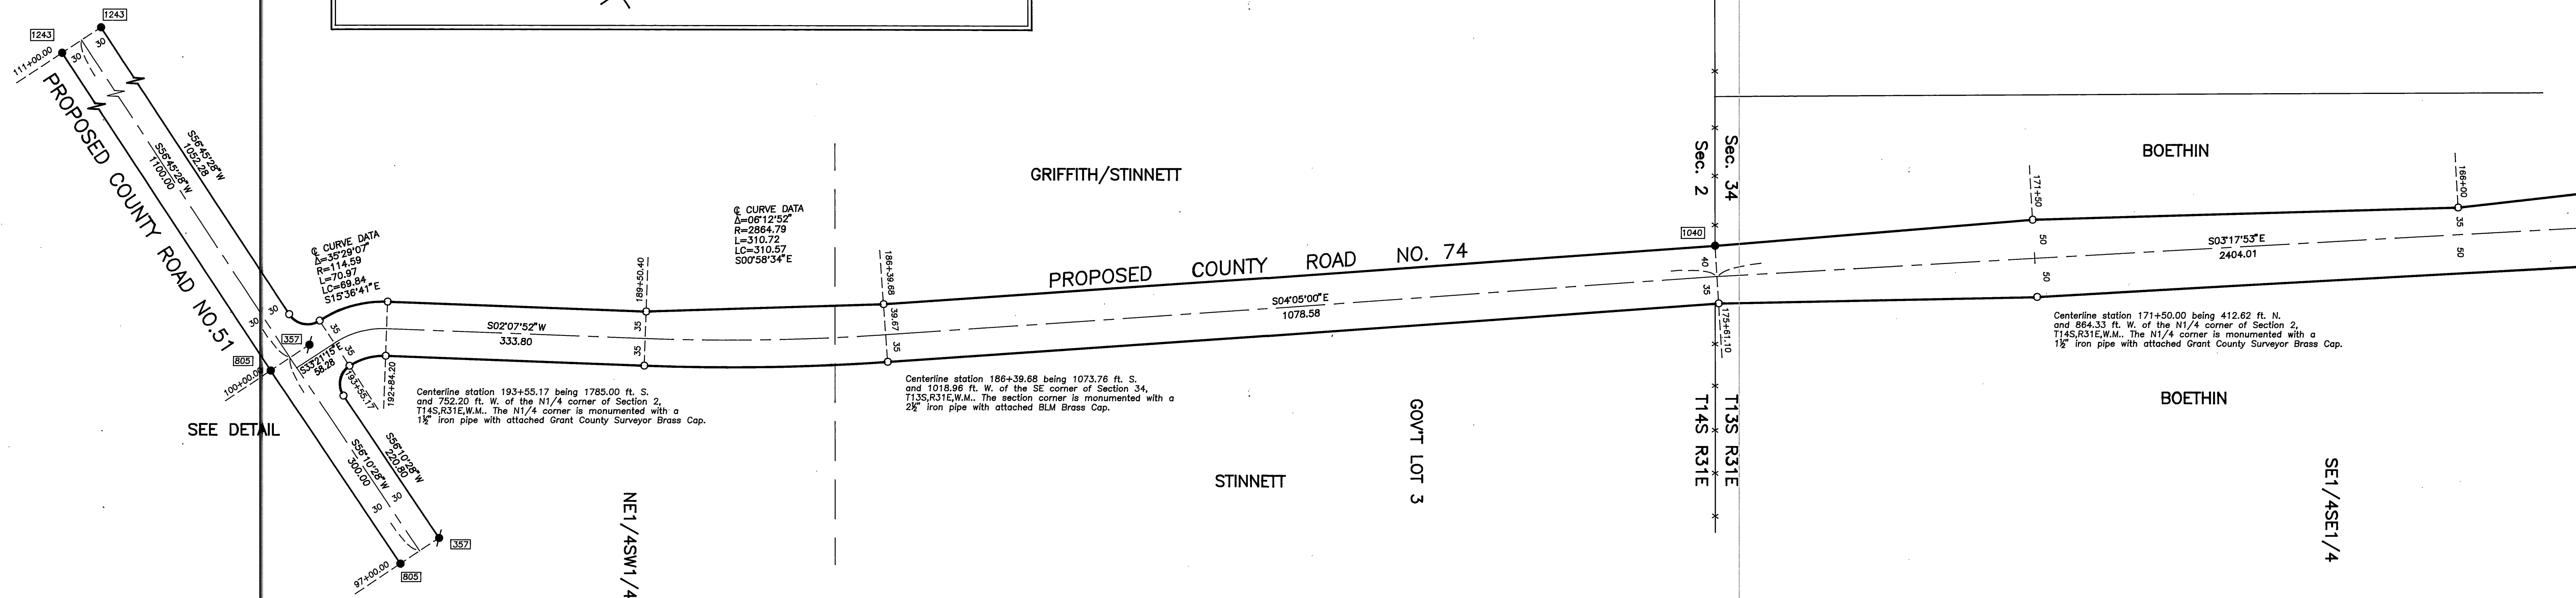 1243
1243
111+00.00
30
30
PROPOSED COUNTY ROAD NO.51
S56°45'28"W
1052.28
S56°45'28"W
1100.00
℄ CURVE DATA
Δ=35°29'07"
R=114.59
L=70.97
LC=69.84
S15°36'41"E
30
30
357
805
100+00.00
S33°21'15"E
58.28
35
35
193+55.17
192+84.20
SEE DETAIL
S56°10'28"W
220.80
S56°10'28"W
300.00
30
30
97+00.00
805
357
S02°07'52"W
333.80
189+50.40
35
35
℄ CURVE DATA
Δ=06°12'52"
R=2864.79
L=310.72
LC=310.57
S00°58'34"E
186+39.68
39.67
35
Centerline station 193+55.17 being 1785.00 ft. S.
and 752.20 ft. W. of the N1/4 corner of Section 2,
T14S,R31E,W.M.. The N1/4 corner is monumented with a
1½" iron pipe with attached Grant County Surveyor Brass Cap.
NE1/4SW1/4
GRIFFITH/STINNETT
PROPOSED COUNTY ROAD NO. 74
S04°05'00"E
1078.58
Centerline station 186+39.68 being 1073.76 ft. S.
and 1018.96 ft. W. of the SE corner of Section 34,
T13S,R31E,W.M.. The section corner is monumented with a
2½" iron pipe with attached BLM Brass Cap.
STINNETT
GOV'T LOT 3
Sec. 2
Sec. 34
1040
40
35
175+61.10
T14S R31E
T13S R31E
BOETHIN
171+50
50
50
166+00
35
50
S03°17'53"E
2404.01
Centerline station 171+50.00 being 412.62 ft. N.
and 864.33 ft. W. of the N1/4 corner of Section 2,
T14S,R31E,W.M.. The N1/4 corner is monumented with a
1½" iron pipe with attached Grant County Surveyor Brass Cap.
BOETHIN
SE1/4SE1/4